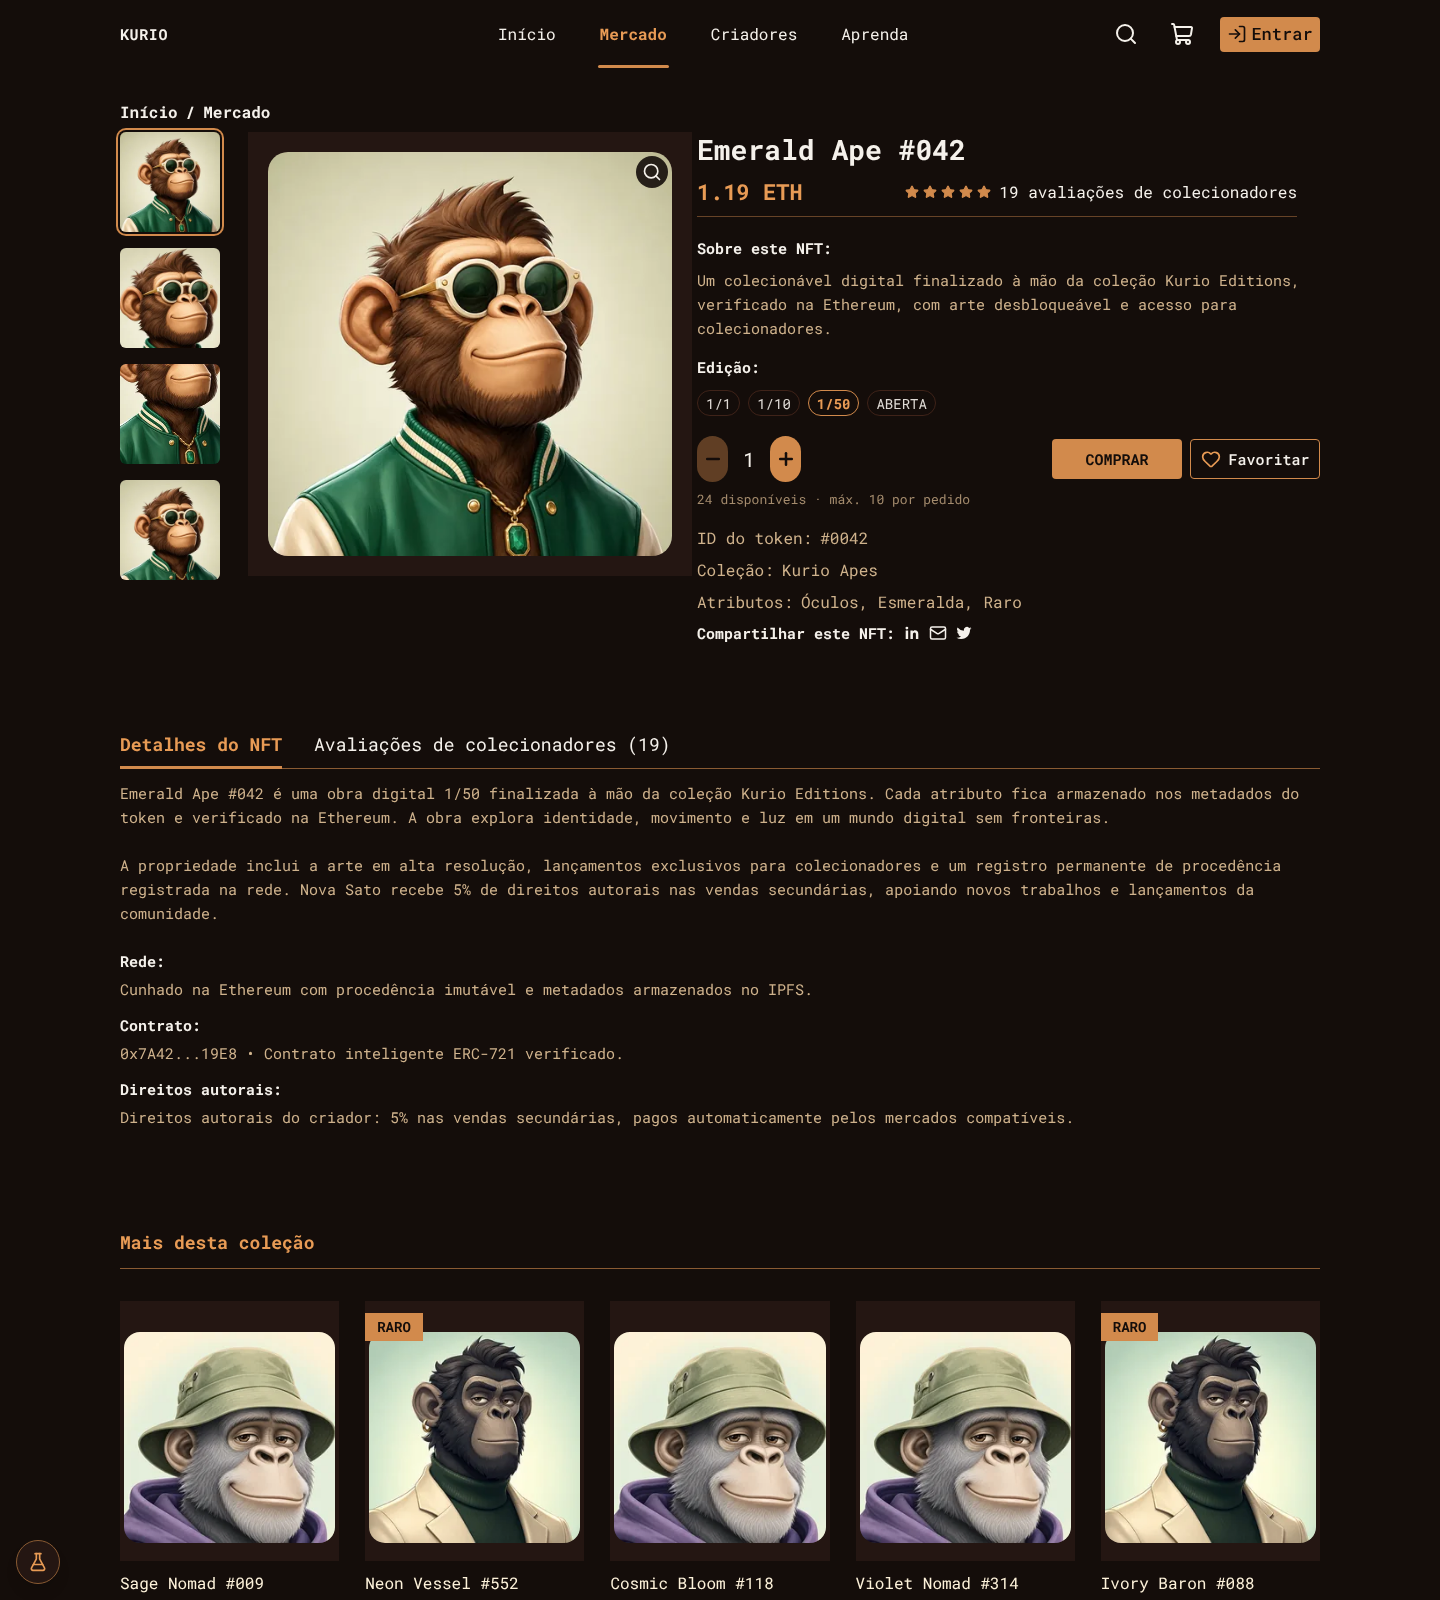 KURIO
Início
Mercado
Criadores
Aprenda
Entrar
Início / Mercado
Emerald Ape #042
1.19 ETH
19 avaliações de colecionadores
Sobre este NFT:
Um colecionável digital finalizado à mão da coleção Kurio Editions,
verificado na Ethereum, com arte desbloqueável e acesso para
colecionadores.
Edição:
1/1
1/10
1/50
ABERTA
1
COMPRAR
Favoritar
24 disponíveis · máx. 10 por pedido
ID do token: #0042
Coleção: Kurio Apes
Atributos: Óculos, Esmeralda, Raro
Compartilhar este NFT:
Detalhes do NFT
Avaliações de colecionadores (19)
Emerald Ape #042 é uma obra digital 1/50 finalizada à mão da coleção Kurio Editions. Cada atributo fica armazenado nos metadados do
token e verificado na Ethereum. A obra explora identidade, movimento e luz em um mundo digital sem fronteiras.
A propriedade inclui a arte em alta resolução, lançamentos exclusivos para colecionadores e um registro permanente de procedência
registrada na rede. Nova Sato recebe 5% de direitos autorais nas vendas secundárias, apoiando novos trabalhos e lançamentos da
comunidade.
Rede:
Cunhado na Ethereum com procedência imutável e metadados armazenados no IPFS.
Contrato:
0x7A42...19E8 • Contrato inteligente ERC-721 verificado.
Direitos autorais:
Direitos autorais do criador: 5% nas vendas secundárias, pagos automaticamente pelos mercados compatíveis.
Mais desta coleção
RARO
RARO
Sage Nomad #009
Neon Vessel #552
Cosmic Bloom #118
Violet Nomad #314
Ivory Baron #088